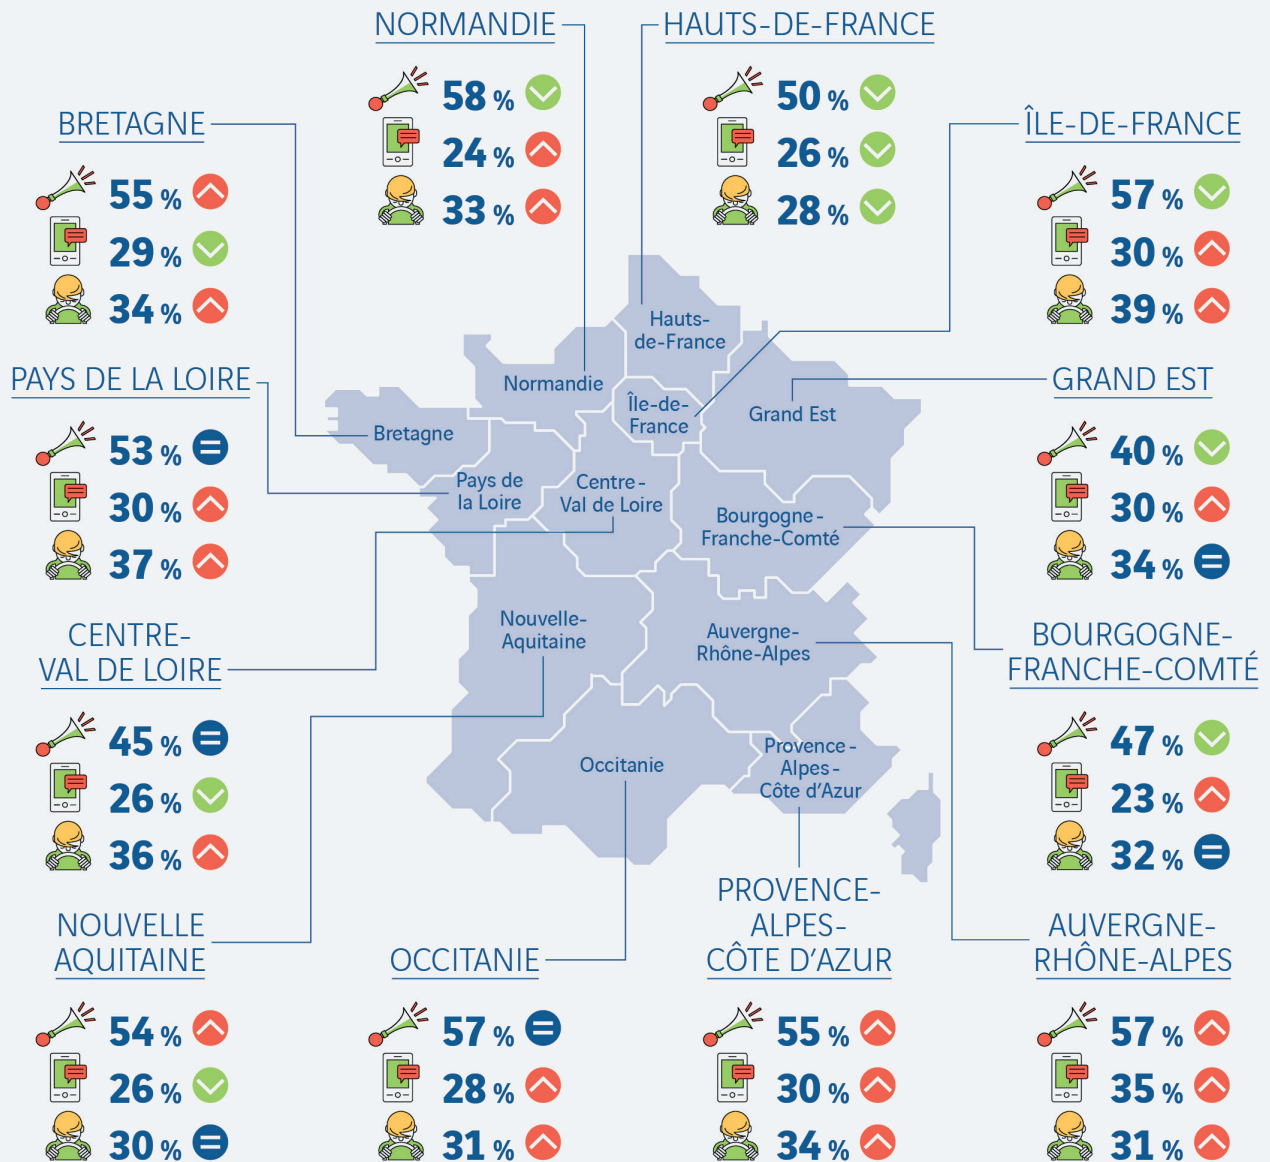 NORMANDIE
58 %
24 %
33 %
HAUTS-DE-FRANCE
50 %
26 %
28 %
BRETAGNE
55 %
29 %
34 %
ÎLE-DE-FRANCE
57 %
30 %
39 %
PAYS DE LA LOIRE
53 %
30 %
37 %
GRAND EST
40 %
30 %
34 %
CENTRE-
VAL DE LOIRE
45 %
26 %
36 %
BOURGOGNE-
FRANCHE-COMTÉ
47 %
23 %
32 %
Hauts-
de-France
Normandie
Île-de-
France
Grand Est
Bretagne
Pays de
la Loire
Centre-
Val de Loire
Bourgogne-
Franche-Comté
Nouvelle-
Aquitaine
Auvergne-
Rhône-Alpes
Occitanie
Provence-
Alpes-
Côte d'Azur
NOUVELLE
AQUITAINE
54 %
26 %
30 %
OCCITANIE
57 %
28 %
31 %
PROVENCE-
ALPES-
CÔTE D'AZUR
55 %
30 %
34 %
AUVERGNE-
RHÔNE-ALPES
57 %
35 %
31 %